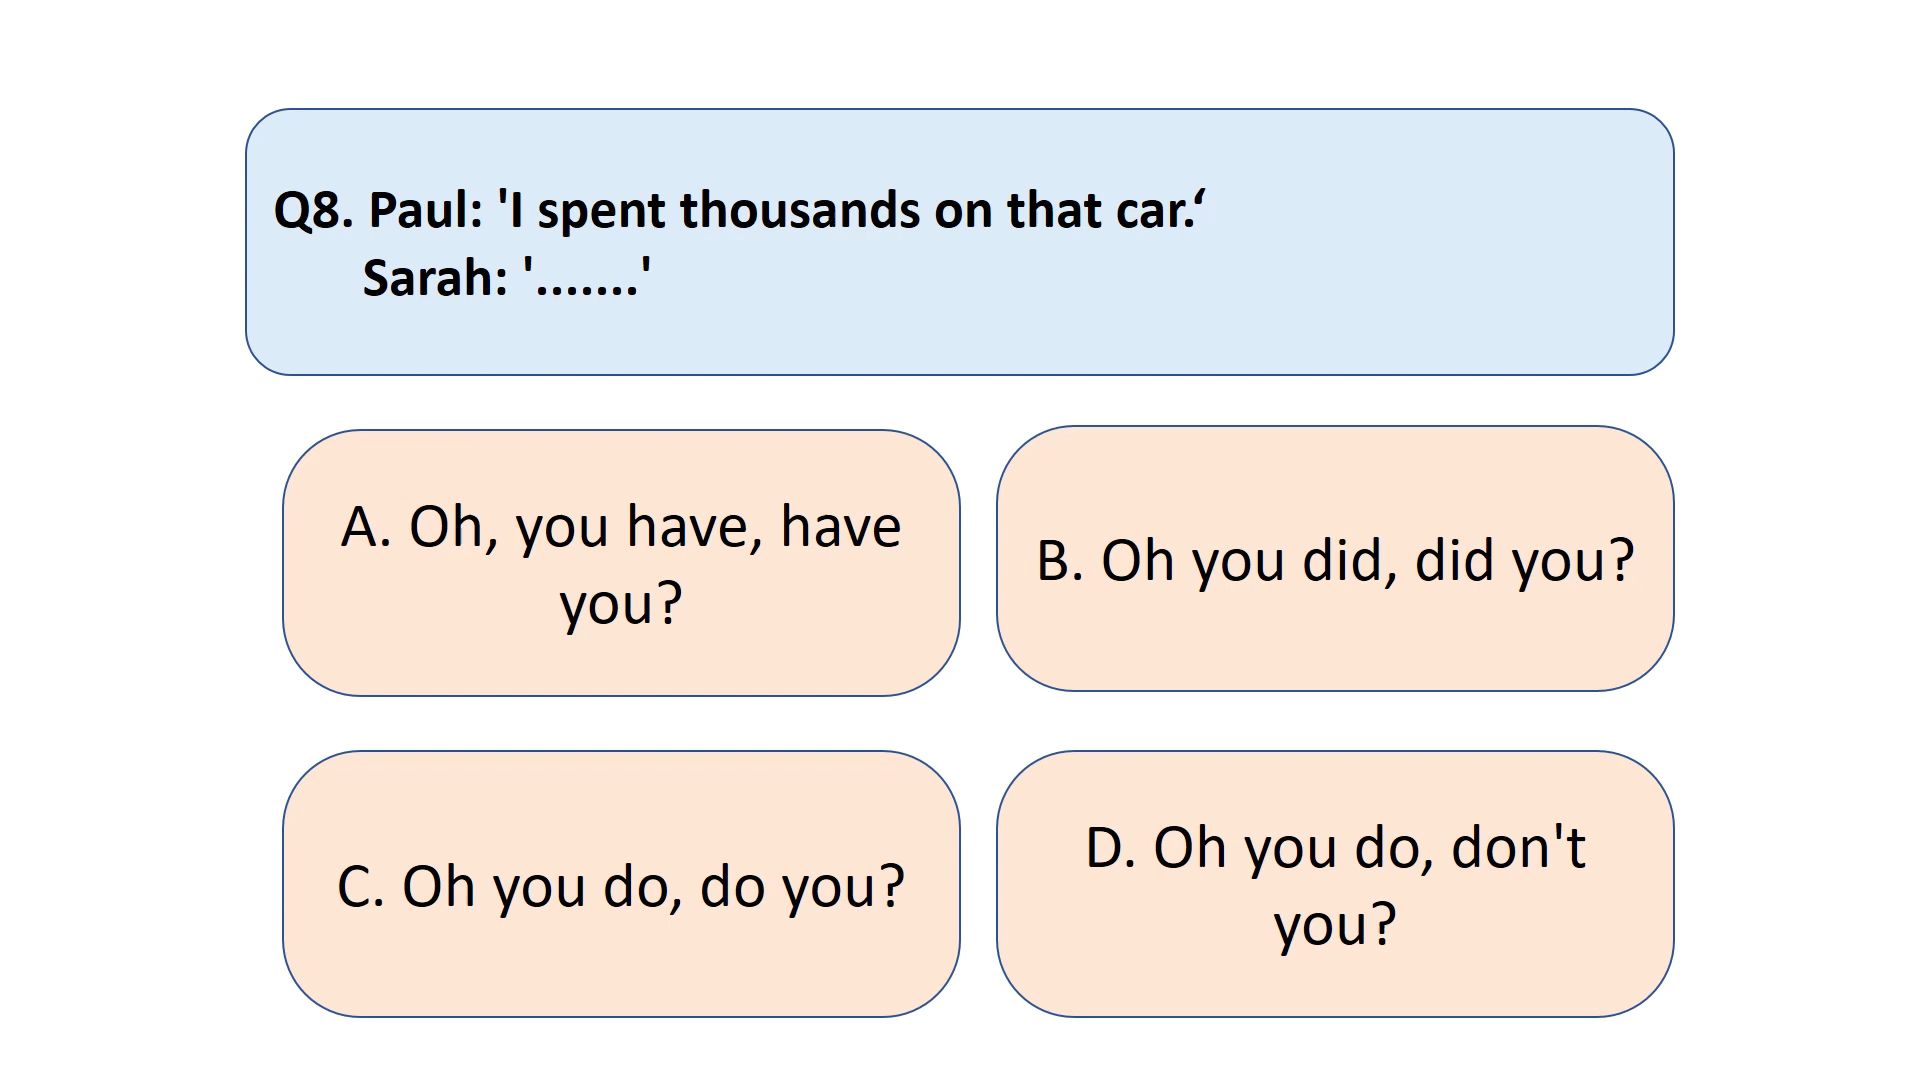 Q8. Paul: 'I spent thousands on that car.‘
Sarah: '.......'
A. Oh, you have, have
you?
B. Oh you did, did you?
C. Oh you do, do you?
D. Oh you do, don't
you?